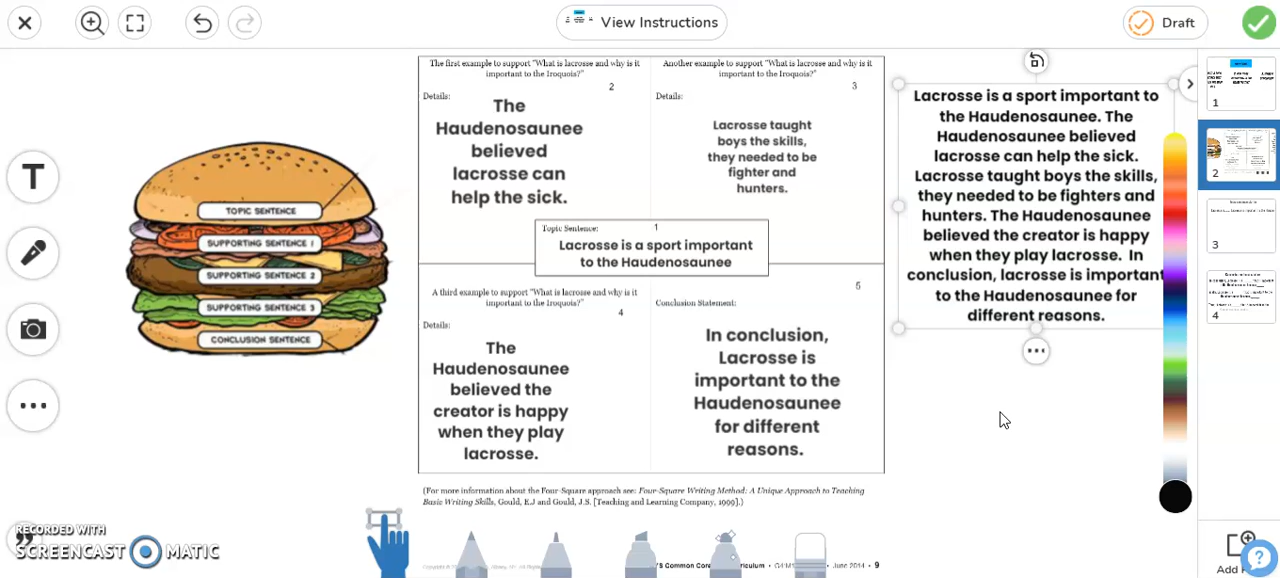 View Instructions
Draft
The first example to support "What is lacrosse and why is it
important to the Iroquois?"
2
Details:
The
Haudenosaunee
believed
lacrosse can
help the sick.
Another example to support "What is lacrosse and why is it
important to the Iroquois?"
3
Details:
Lacrosse taught
boys the skills,
they needed to be
fighter and
hunters.
Topic Sentence:
1
Lacrosse is a sport important
to the Haudenosaunee
A third example to support "What is lacrosse and why is it
important to the Iroquois?"
4
Details:
The
Haudenosaunee
believed the
creator is happy
when they play
lacrosse.
5
Conclusion Statement:
In conclusion,
Lacrosse is
important to the
Haudenosaunee
for different
reasons.
(For more information about the Four-Square approach see: Four-Square Writing Method: A Unique Approach to Teaching
Basic Writing Skills, Gould, E.J and Gould, J.S. [Teaching and Learning Company, 1999].)
TOPIC SENTENCE
SUPPORTING SENTENCE 1
SUPPORTING SENTENCE 2
SUPPORTING SENTENCE 3
CONCLUSION SENTENCE
Lacrosse is a sport important to
the Haudenosaunee. The
Haudenosaunee believed
lacrosse can help the sick.
Lacrosse taught boys the skills,
they needed to be fighters and
hunters. The Haudenosaunee
believed the creator is happy
when they play lacrosse. In
conclusion, lacrosse is important
to the Haudenosaunee for
different reasons.
T
1
2
3
4
Add
?
RECORDED WITH
SCREENCAST MATIC
June 2014 • 9